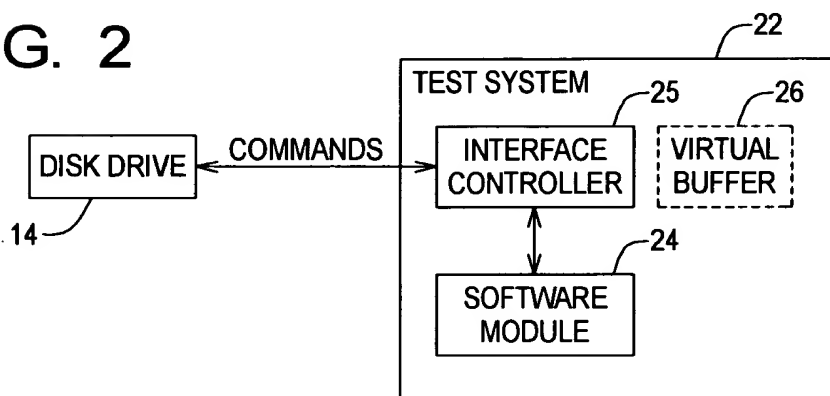 G. 2
22
TEST SYSTEM
25
26
DISK DRIVE
COMMANDS
INTERFACE
CONTROLLER
VIRTUAL
BUFFER
14
24
SOFTWARE
MODULE